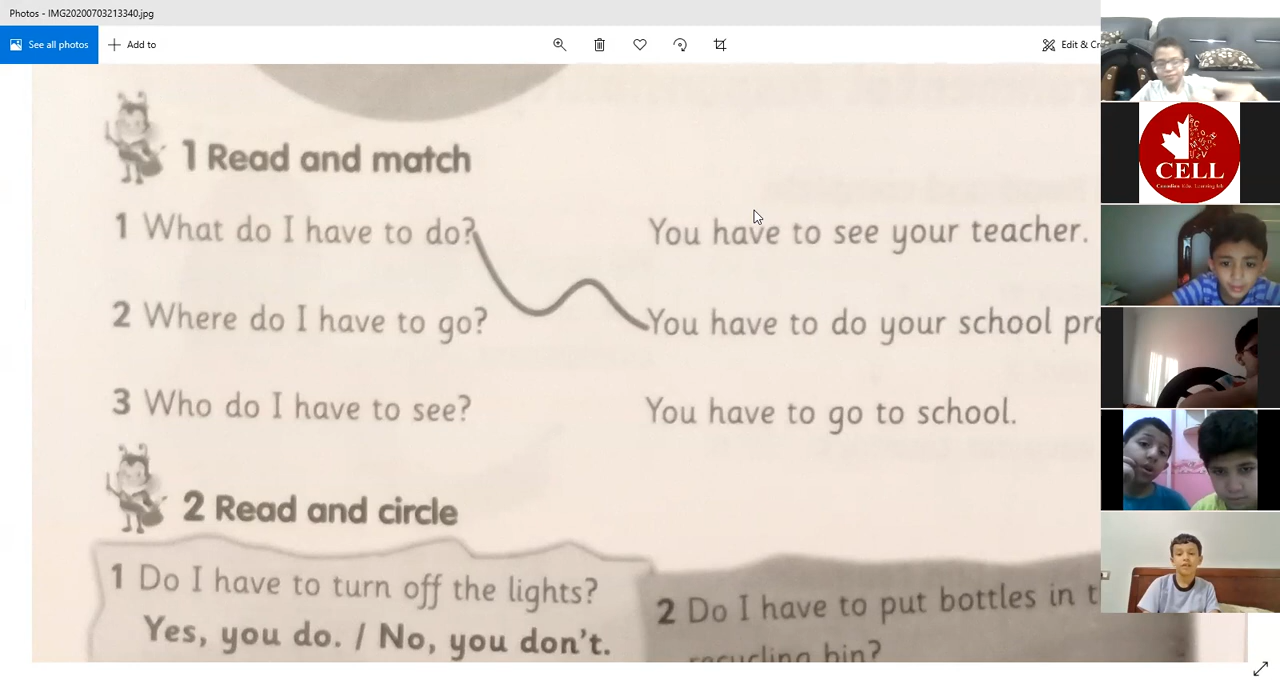 Photos - IMG20200703213340.jpg
See all photos
Add to
Edit &
1 Read and match
1 What do I have to do?
You have to see your teacher.
2 Where do I have to go?
You have to do your school
3 Who do I have to see?
You have to go to school.
2 Read and circle
1 Do I have to turn off the lights?
Yes, you do. / No, you don't.
2 Do I have to put bottles in
recycling bin?
CELL